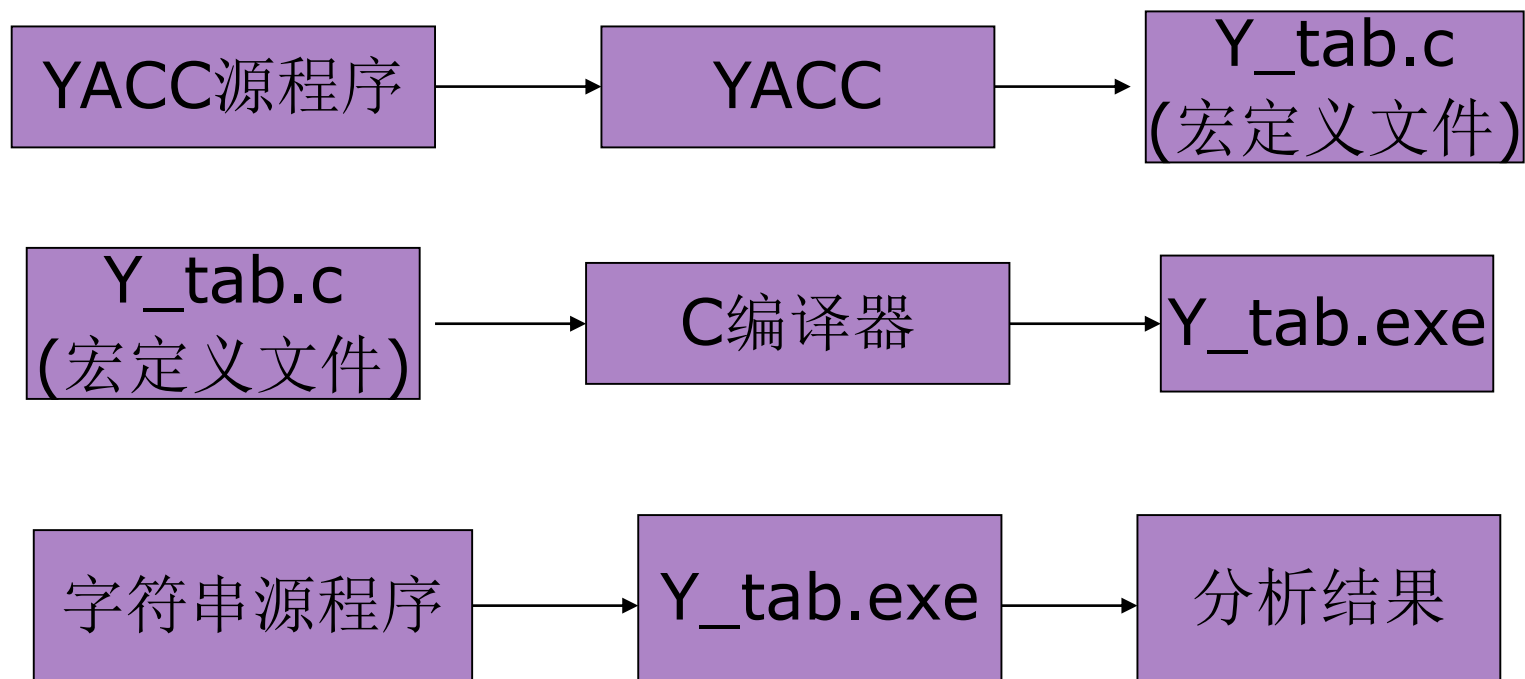 YACC源程序
YACC
Y_tab.c
(宏定义文件)
Y_tab.c
(宏定义文件)
C编译器
Y_tab.exe
字符串源程序
Y_tab.exe
分析结果